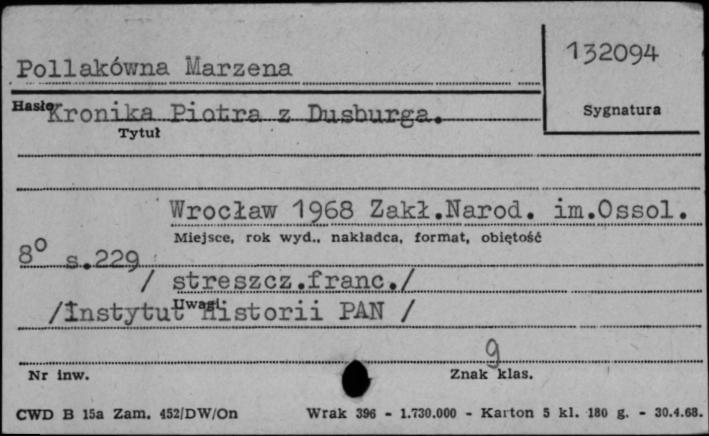 132094
Pollakówna Marzena
Sygnatura
Hasło Kronika Piotra z Dusburga.
Tytuł
Wrocław 1968 Zakł.Narod. im.Ossol.
Miejsce, rok wyd., nakładca, format, objętość
8° s.229
/ streszcz.franc./
Uwagi:
/Instytut Historii PAN /
9
Nr inw.
Znak klas.
CWD B 15a Zam. 452/DW/On Wrak 396 - 1.730.000 - Karton 5 kl. 180 g. - 30.4.68.